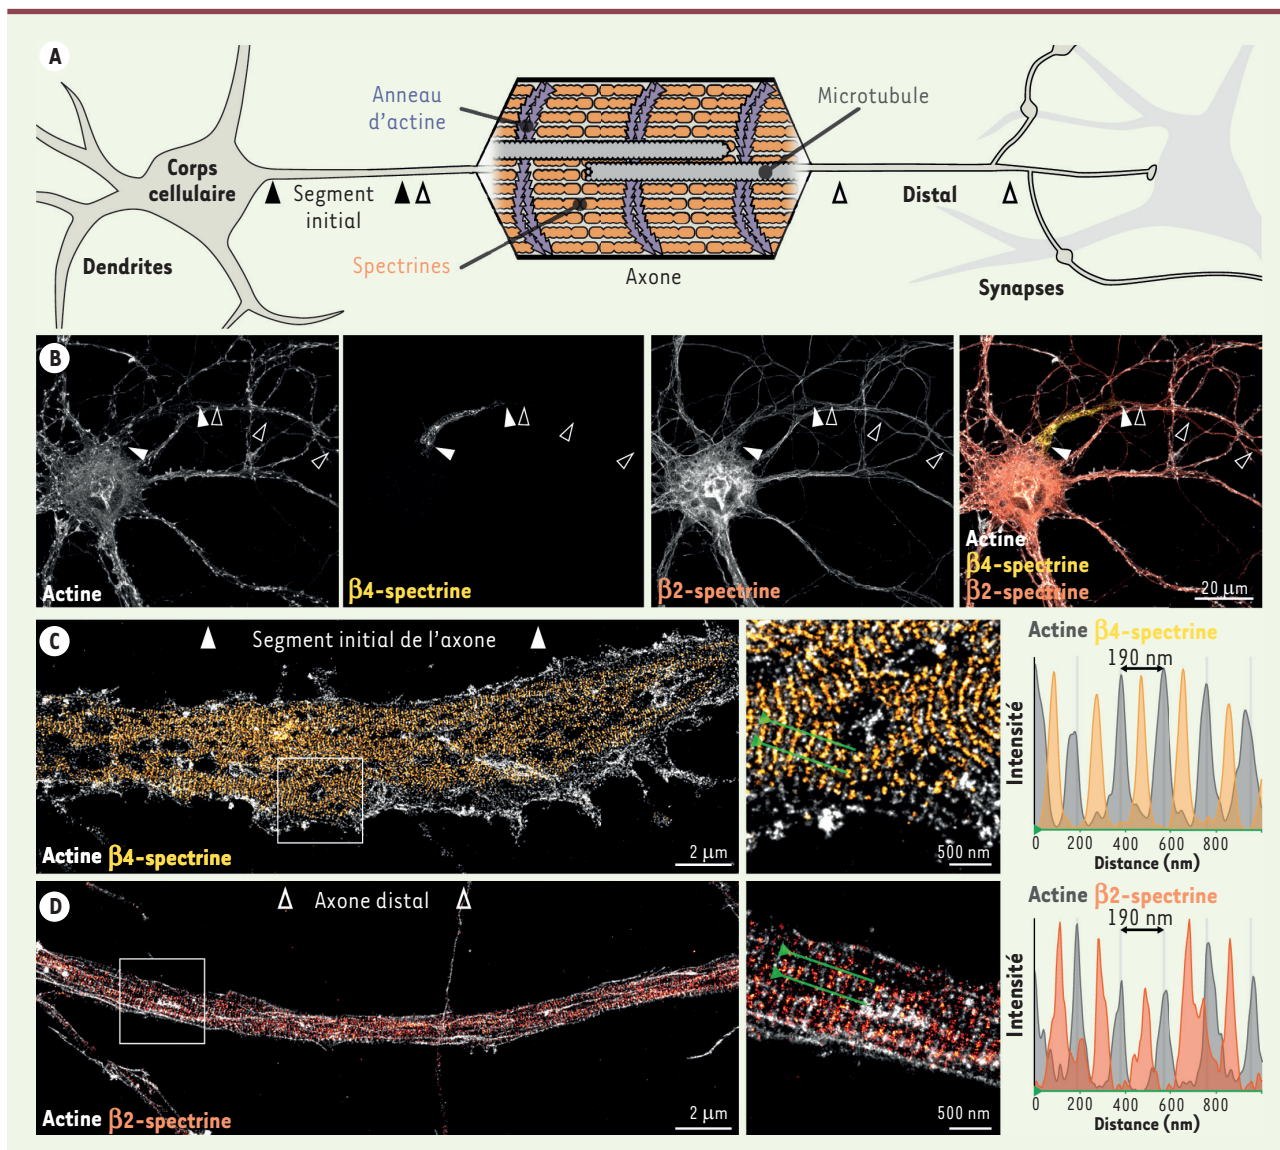 A
Anneau
d’actine
Microtubule
Corps
cellulaire
Segment
initial
Distal
Dendrites
Spectrines
Axone
Synapses
B
Actine
β4-spectrine
β2-spectrine
Actine
β4-spectrine
β2-spectrine
20 μm
C
Segment initial de l’axone
Actine β4-spectrine
2 μm
500 nm
Actine β4-spectrine
190 nm
Intensité
0 200 400 600 800
Distance (nm)
D
Axone distal
Actine β2-spectrine
2 μm
500 nm
Actine β2-spectrine
190 nm
Intensité
0 200 400 600 800
Distance (nm)